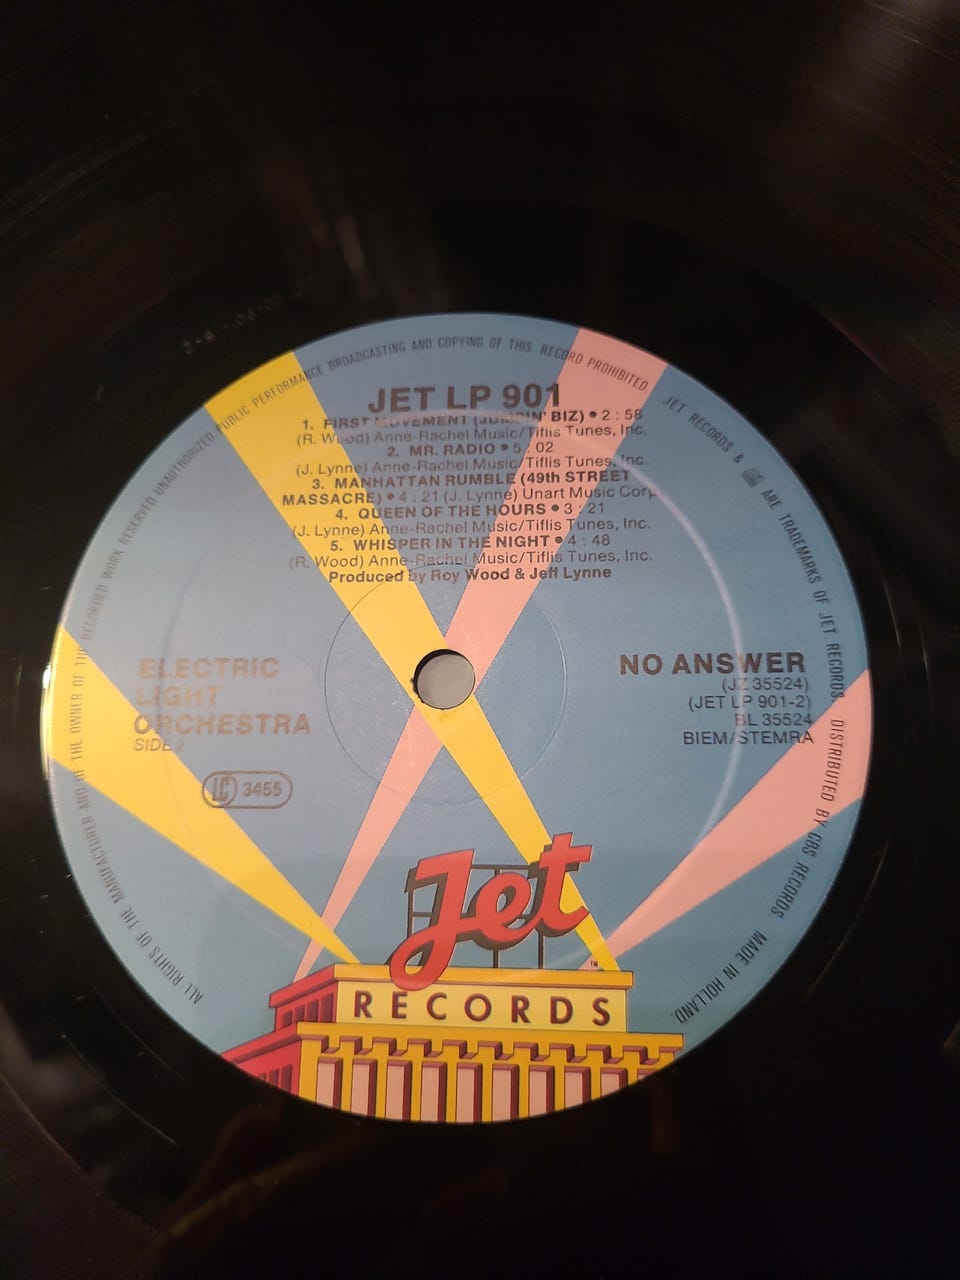 ALL RIGHTS OF THE MANUFACTURER AND OF THE OWNER OF THE RECORDED WORK RESERVED UNAUTHORIZED PUBLIC PERFORMANCE BROADCASTING AND COPYING OF THIS RECORD PROHIBITED
JET RECORDS & ARE TRADEMARKS OF JET RECORDS. DISTRIBUTED BY CBS RECORDS. MADE IN HOLLAND.
JET LP 901
1. FIRST MOVEMENT (JUMPIN' BIZ) • 2 : 58
(R. Wood) Anne-Rachel Music/Tiflis Tunes, Inc.
2. MR. RADIO • 5 : 02
(J. Lynne) Anne-Rachel Music/Tiflis Tunes, Inc.
3. MANHATTAN RUMBLE (49th STREET
MASSACRE) • 4 : 21 (J. Lynne) Unart Music Corp.
4. QUEEN OF THE HOURS • 3 : 21
(J. Lynne) Anne-Rachel Music/Tiflis Tunes, Inc.
5. WHISPER IN THE NIGHT • 4 : 48
(R. Wood) Anne-Rachel Music/Tiflis Tunes, Inc.
Produced by Roy Wood & Jeff Lynne
ELECTRIC
LIGHT
ORCHESTRA
SIDE 2
LC 3455
NO ANSWER
(JZ 35524)
(JET LP 901-2)
BL 35524
BIEM/STEMRA
Jet
TM
RECORDS